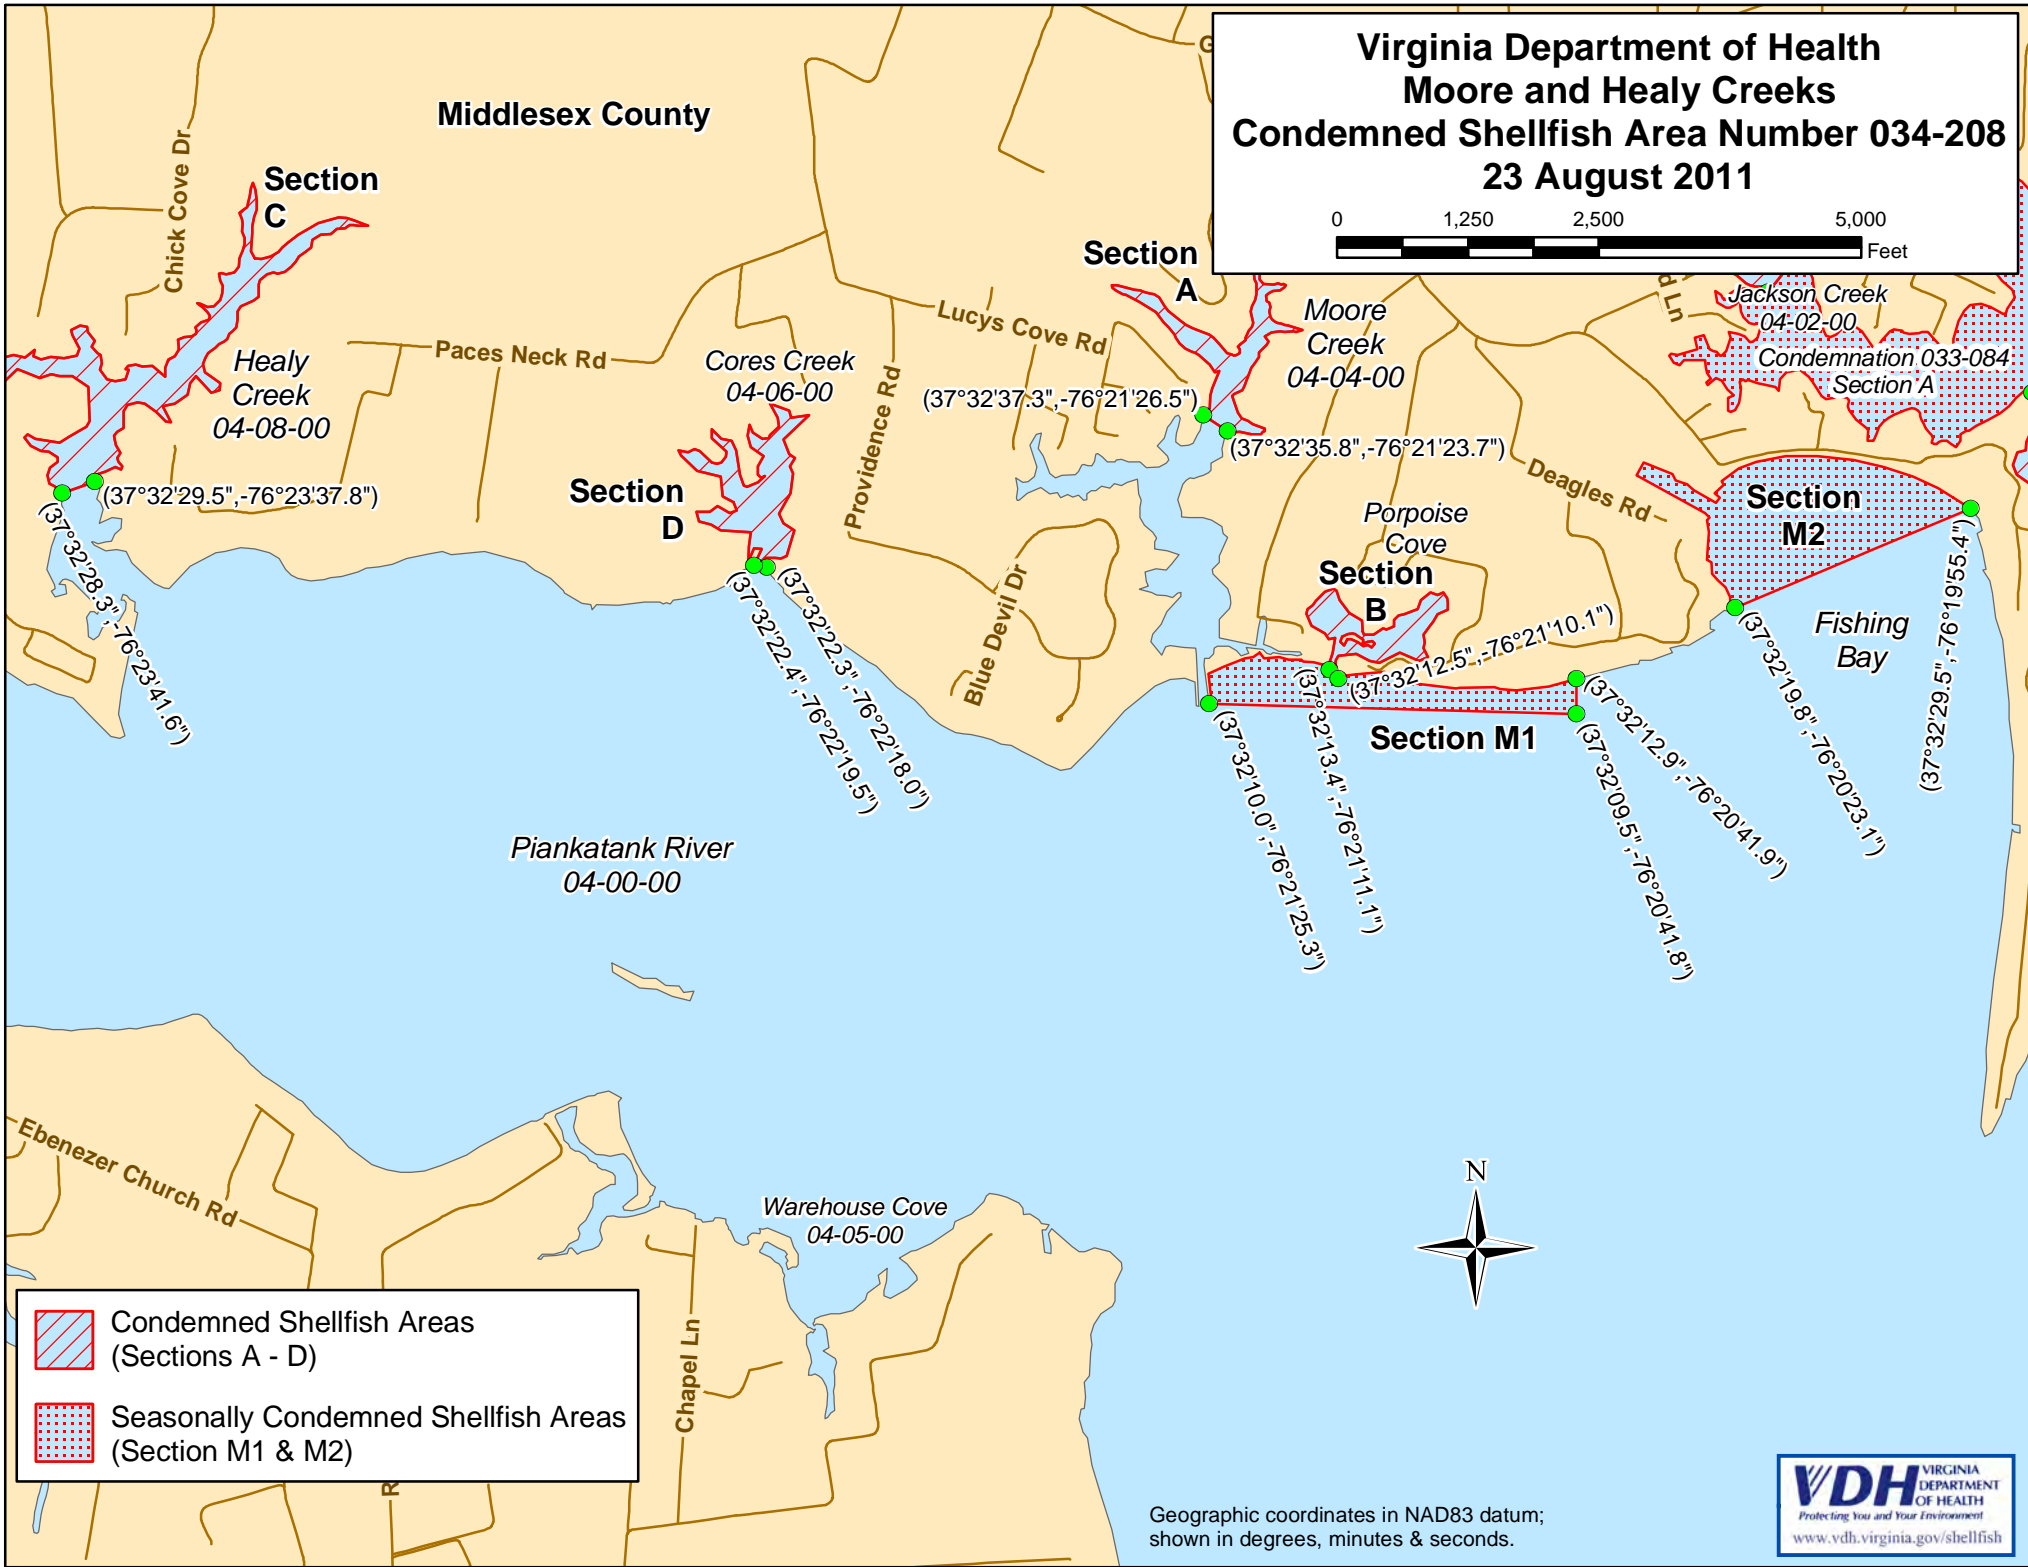 Virginia Department of Health
Moore and Healy Creeks
Condemned Shellfish Area Number 034-208
23 August 2011
0 1,250 2,500 5,000
Feet
Middlesex County
Chick Cove Dr
Section
C
Healy
Creek
04-08-00
Paces Neck Rd
(37°32'29.5",-76°23'37.8")
(37°32'28.3",-76°23'41.6")
Cores Creek
04-06-00
Section
D
(37°32'22.4",-76°22'19.5")
(37°32'22.3",-76°22'18.0")
Providence Rd
Lucys Cove Rd
G
Section
A
Moore
Creek
04-04-00
(37°32'37.3",-76°21'26.5")
(37°32'35.8",-76°21'23.7")
Blue Devil Dr
Porpoise
Cove
Section
B
(37°32'12.5",-76°21'10.1")
(37°32'13.4",-76°21'11.1")
(37°32'10.0",-76°21'25.3")
Section M1
(37°32'12.9",-76°20'41.9")
(37°32'09.5",-76°20'41.8")
Deagles Rd
d Ln
Jackson Creek
04-02-00
Condemnation 033-084
Section A
Section
M2
(37°32'19.8",-76°20'23.1")
(37°32'29.5",-76°19'55.4")
Fishing
Bay
Piankatank River
04-00-00
Ebenezer Church Rd
Warehouse Cove
04-05-00
Chapel Ln
R
N
Condemned Shellfish Areas
(Sections A - D)
Seasonally Condemned Shellfish Areas
(Section M1 & M2)
Geographic coordinates in NAD83 datum;
shown in degrees, minutes & seconds.
VDH VIRGINIA
DEPARTMENT
OF HEALTH
Protecting You and Your Environment
www.vdh.virginia.gov/shellfish